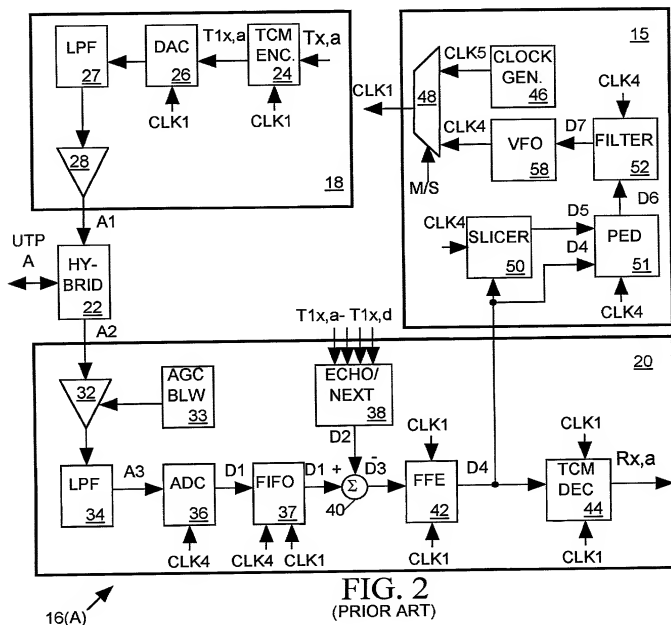 LPF
27
DAC
26
CLK1
T1x,a
TCM
ENC.
24
CLK1
Tx,a
28
18
A1
UTP
A
HY-
BRID
22
A2
15
CLK1
48
M/S
CLK5
CLOCK
GEN.
46
CLK4
VFO
58
D7
CLK4
FILTER
52
D6
CLK4
SLICER
50
D5
D4
PED
51
CLK4
20
32
AGC
BLW
33
T1x,a-
T1x,d
ECHO/
NEXT
38
D2
LPF
34
A3
ADC
36
CLK4
D1
FIFO
37
CLK4
CLK1
D1
+
-
Σ
40
D3
CLK1
FFE
42
CLK1
D4
CLK1
TCM
DEC
44
CLK1
Rx,a
16(A)
FIG. 2
(PRIOR ART)